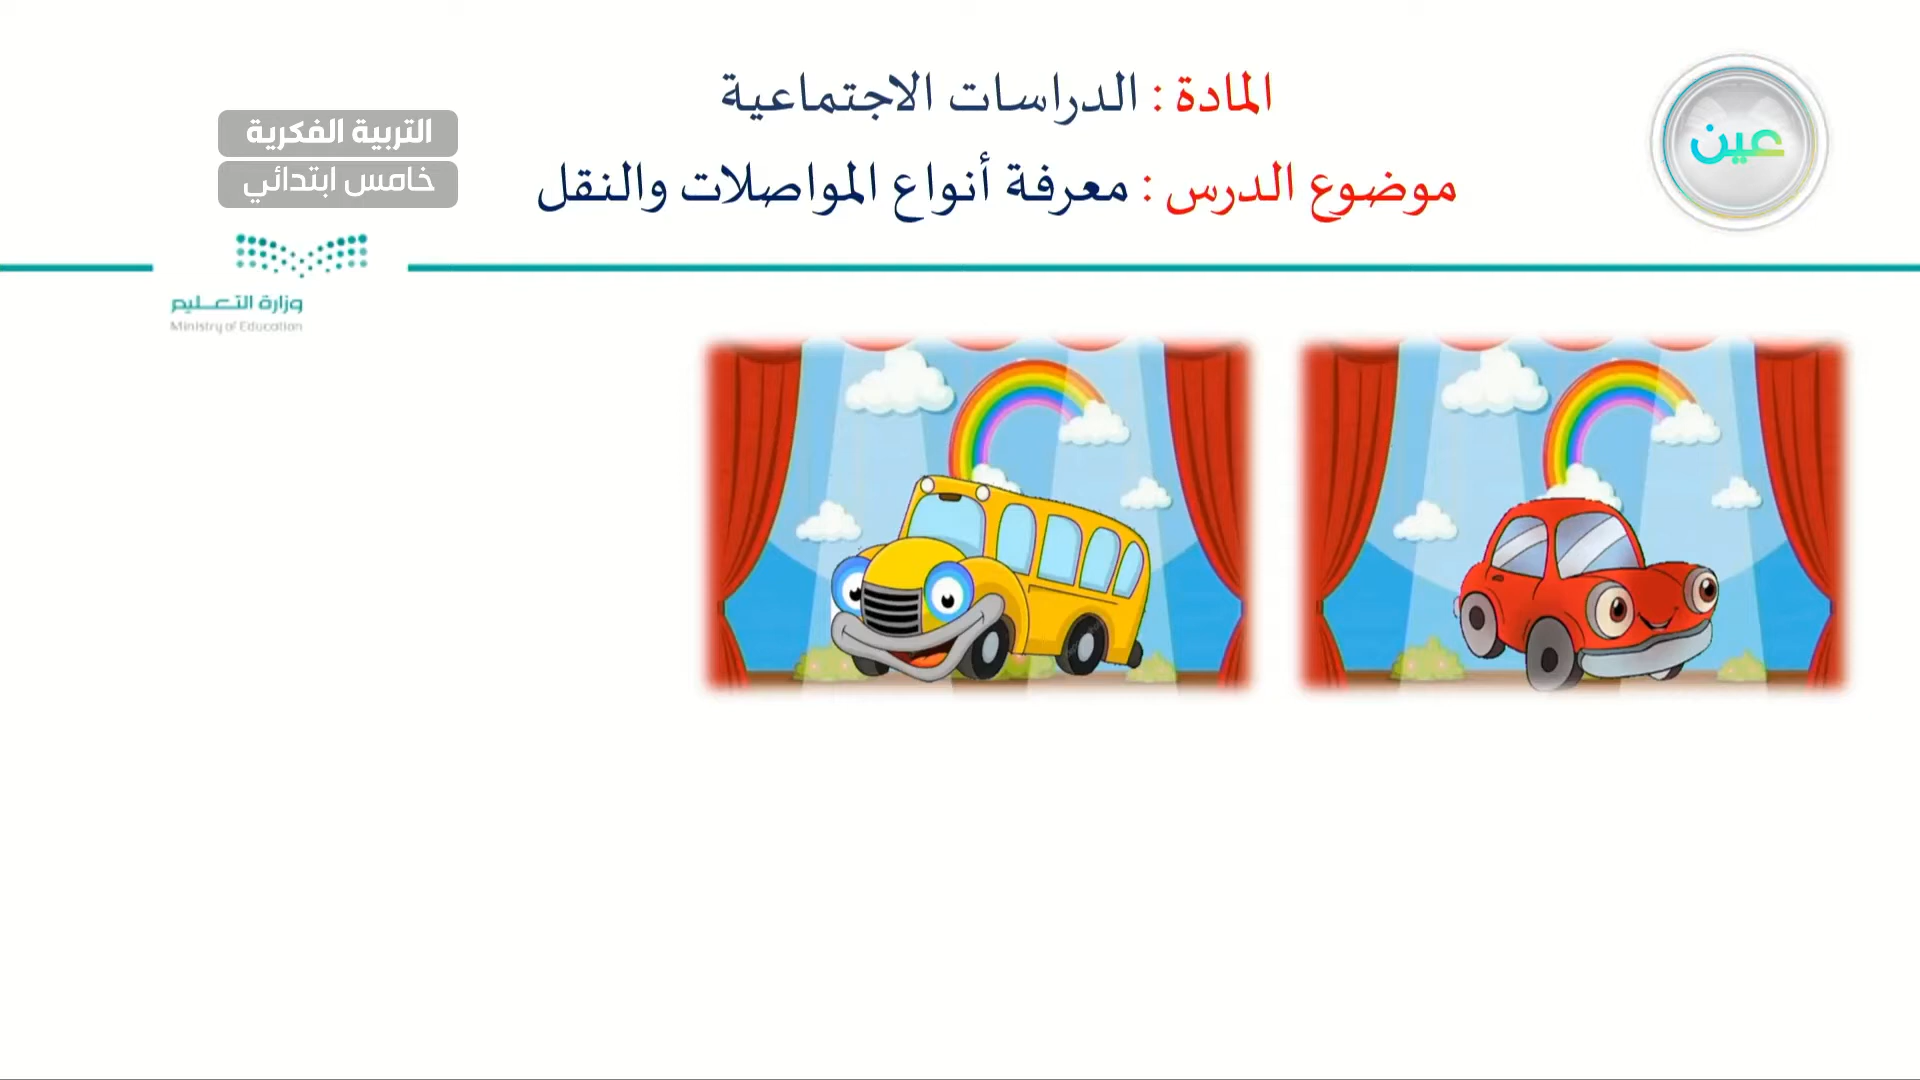 المادة : الدراسات الاجتماعية
موضوع الدرس : معرفة أنواع المواصلات والنقل
عين
التربية الفكرية
خامس ابتدائي
وزارة التعليم
Ministry of Education